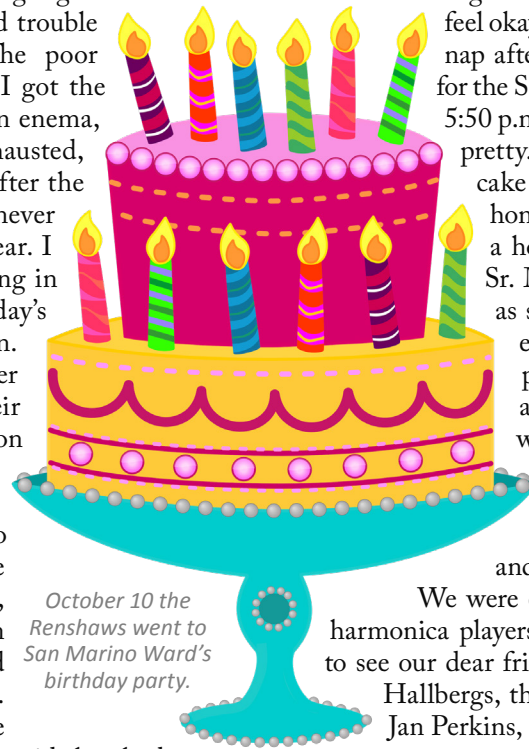 trouble
he poor
I got the
n enema,
hausted,
fter the
never
ear. I
ng in
day's
n.
er
eir
on
October 10 the
Renshaws went to
San Marino Ward's
birthday party.
feel okay
nap afte
for the S
5:50 p.m
pretty.
cake
hon
a he
Sr. M
as s
e
p
a
w
and
We were
harmonica players
to see our dear fri
Hallbergs, th
Jan Perkins,